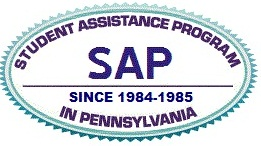 STUDENT ASSISTANCE PROGRAM
SAP
SINCE 1984-1985
IN PENNSYLVANIA